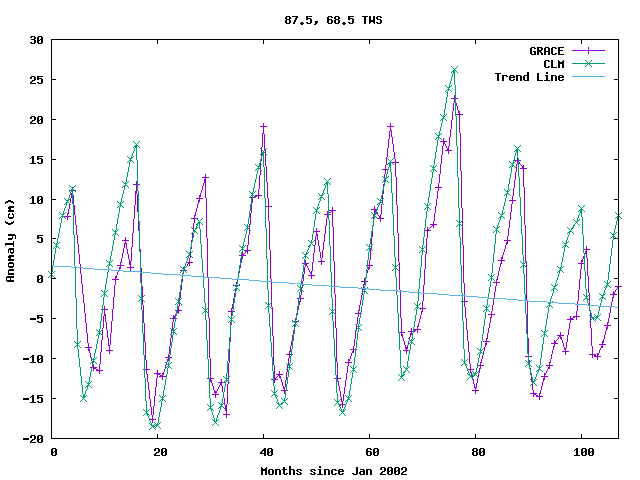 87.5, 68.5 TWS
GRACE
CLM
Trend Line
Anomaly (cm)
30
25
20
15
10
5
0
-5
-10
-15
-20
0 20 40 60 80 100
Months since Jan 2002